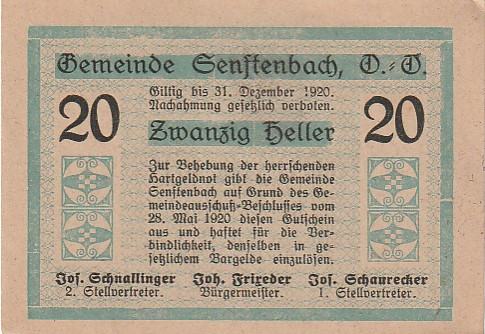 Gemeinde Senftenbach, O.-Ö.
Giltig bis 31. Dezember 1920.
Nachahmung gesetzlich verboten.
20 Zwanzig Heller 20
Zur Behebung der herrschenden
Hartgeldnot gibt die Gemeinde
Senftenbach auf Grund des Ge-
meindeausschuß-Beschlusses vom
28. Mai 1920 diesen Gutschein
aus und haftet für die Ver-
bindlichkeit, denselben in ge-
setzlichem Bargelde einzulösen.
Jos. Schnallinger Joh. Frixeder Jos. Schaurecker
2. Stellvertreter. Bürgermeister. 1. Stellvertreter.